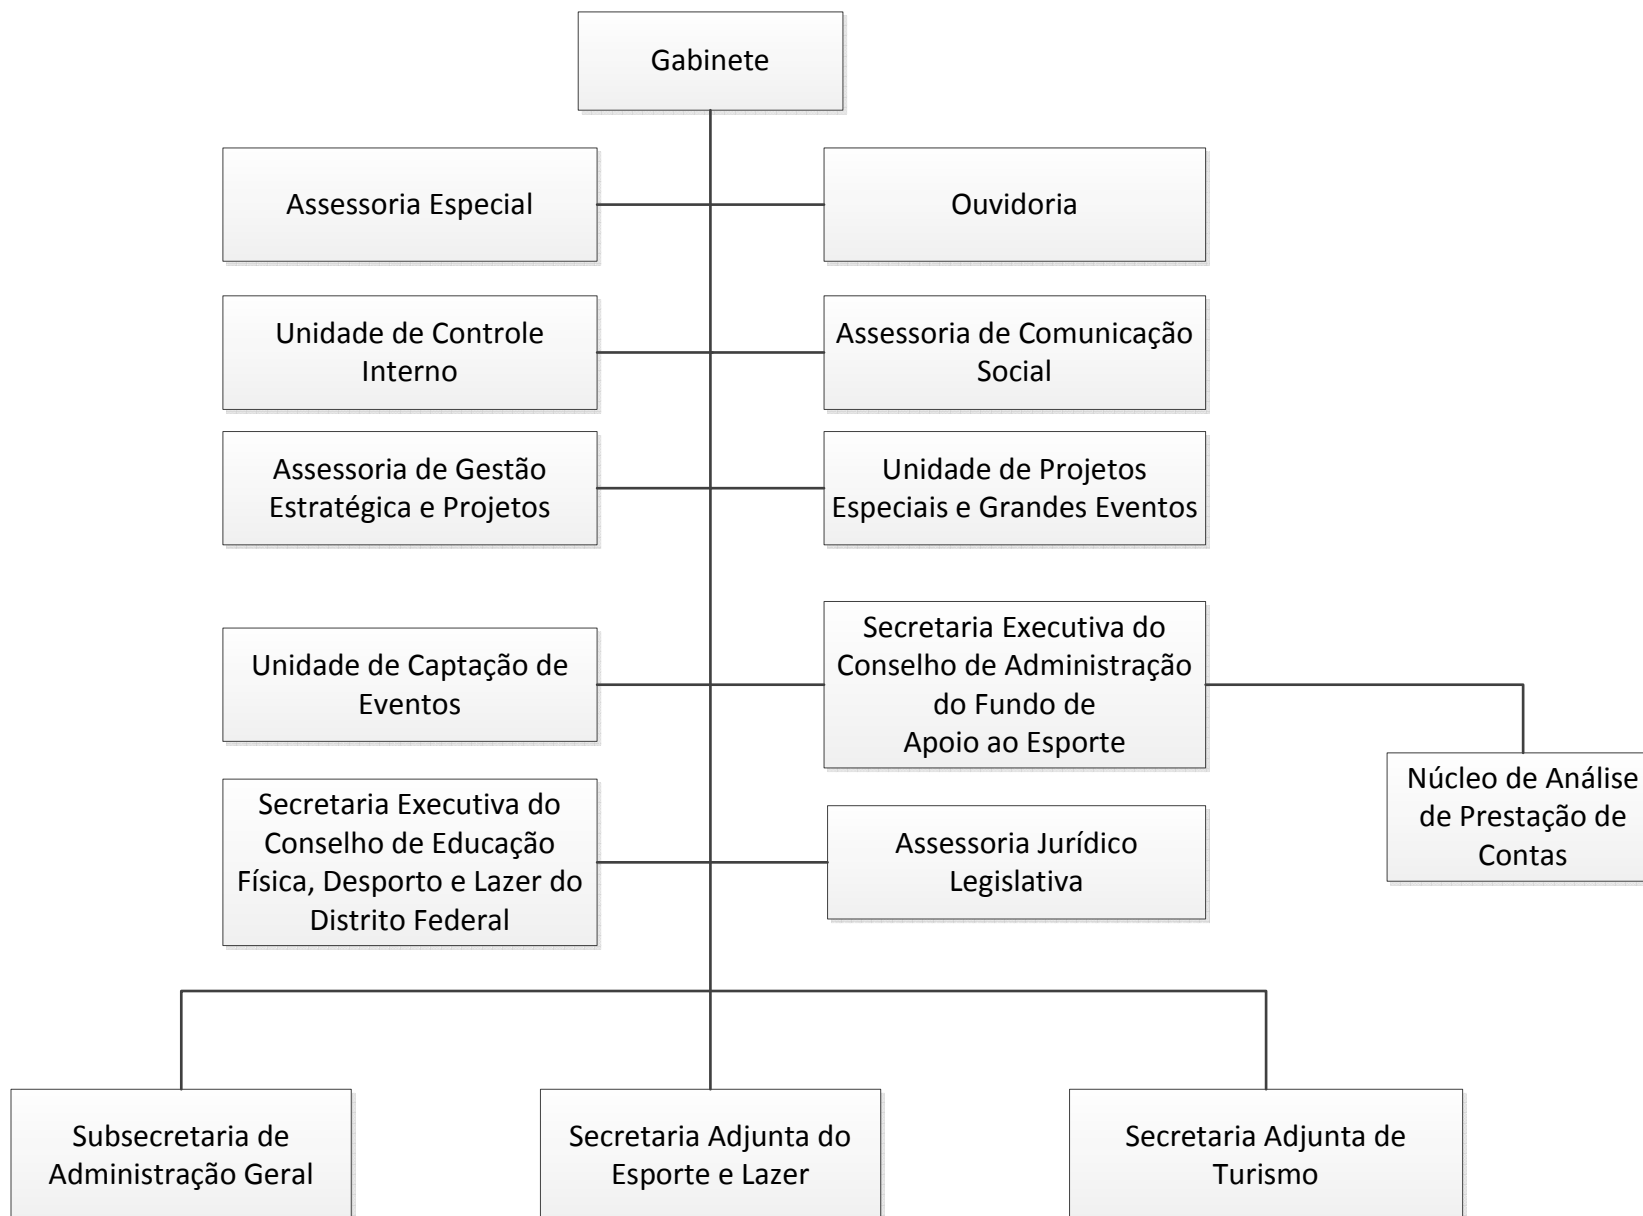 Gabinete
Assessoria Especial
Ouvidoria
Unidade de Controle
Interno
Assessoria de Comunicação
Social
Assessoria de Gestão
Estratégica e Projetos
Unidade de Projetos
Especiais e Grandes Eventos
Unidade de Captação de
Eventos
Secretaria Executiva do
Conselho de Administração
do Fundo de
Apoio ao Esporte
Núcleo de Análise
de Prestação de
Contas
Secretaria Executiva do
Conselho de Educação
Física, Desporto e Lazer do
Distrito Federal
Assessoria Jurídico
Legislativa
Subsecretaria de
Administração Geral
Secretaria Adjunta do
Esporte e Lazer
Secretaria Adjunta de
Turismo